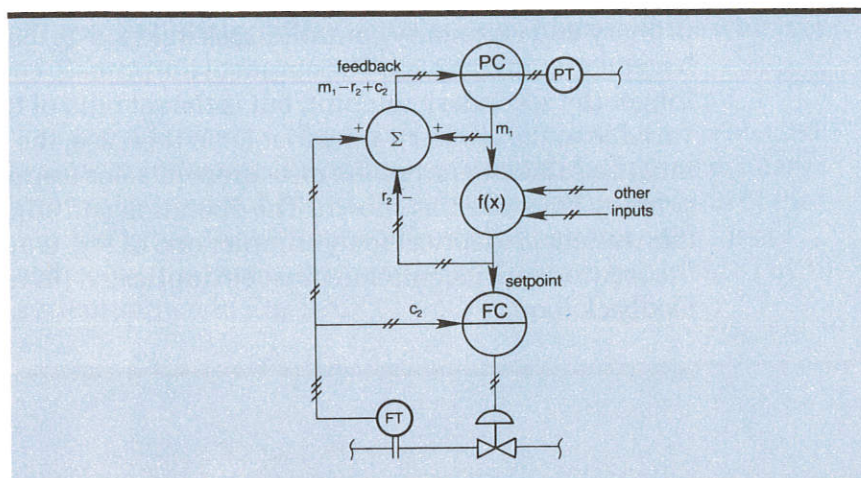 feedback
m₁ − r₂ + c₂
PC
PT
m₁
+
+
Σ
−
r₂
f(x)
other
inputs
setpoint
c₂
FC
FT